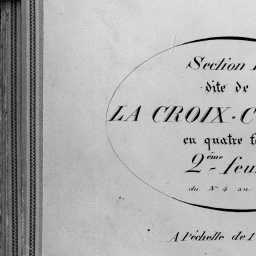 Section
dite de
LA CROIX - C
en quatre
2ème feui
du N° 4 au
A l'échelle de 1